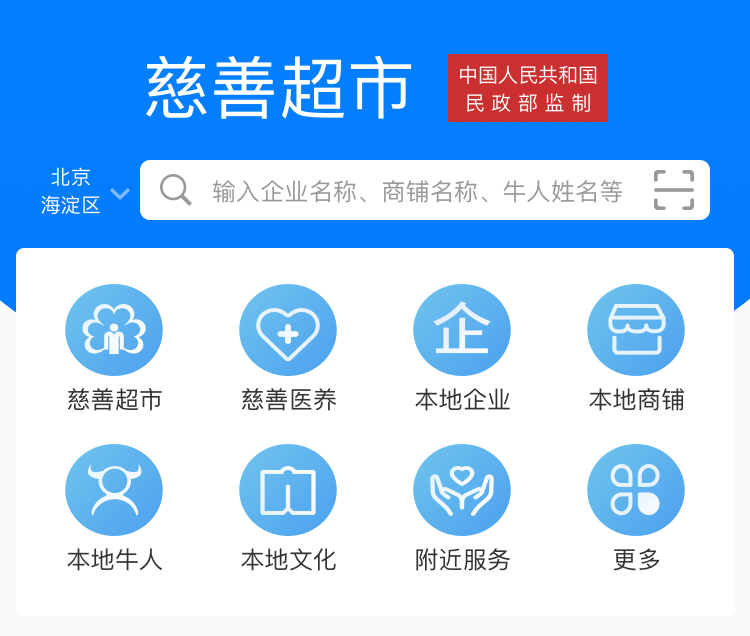 慈善超市
中国人民共和国
民政部监制
北京
海淀区
输入企业名称、商铺名称、牛人姓名等
企
慈善超市
慈善医养
本地企业
本地商铺
本地牛人
本地文化
附近服务
更多